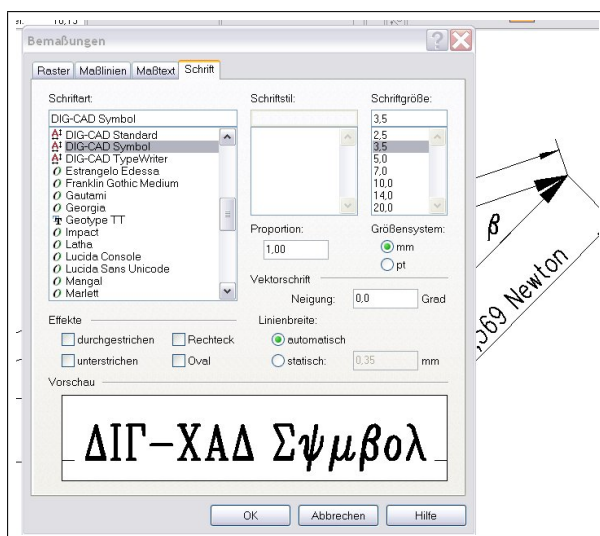 Bemaßungen
Raster Maßlinien Maßtext Schrift
Schriftart: Schriftstil: Schriftgröße:
DIG-CAD Symbol 3,5
DIG-CAD Standard 2,5
DIG-CAD Symbol 3,5
DIG-CAD TypeWriter 5,0
Estrangelo Edessa 7,0
Franklin Gothic Medium 10,0
Gautami 14,0
Georgia 20,0
Geotype TT
Impact
Latha
Lucida Console
Lucida Sans Unicode
Mangal
Marlett
Proportion: Größensystem:
1,00 mm
pt
Vektorschrift
Neigung: 0,0 Grad
Effekte Linienbreite:
durchgestrichen Rechteck automatisch
unterstrichen Oval statisch: 0,35 mm
Vorschau
ΔΙΓ-ΧΑΔ Σψμβολ
OK Abbrechen Hilfe
β
,569 Newton